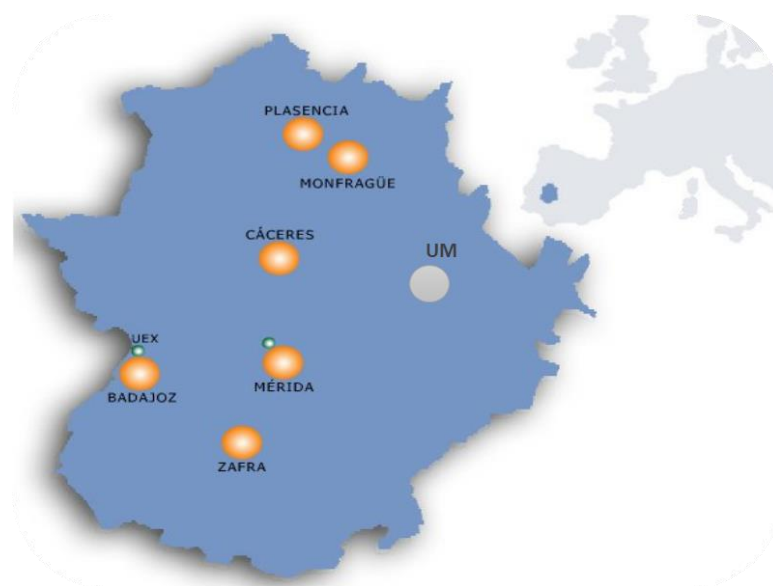 PLASENCIA
MONFRAGÜE
CÁCERES
UM
UEX
BADAJOZ
MÉRIDA
ZAFRA